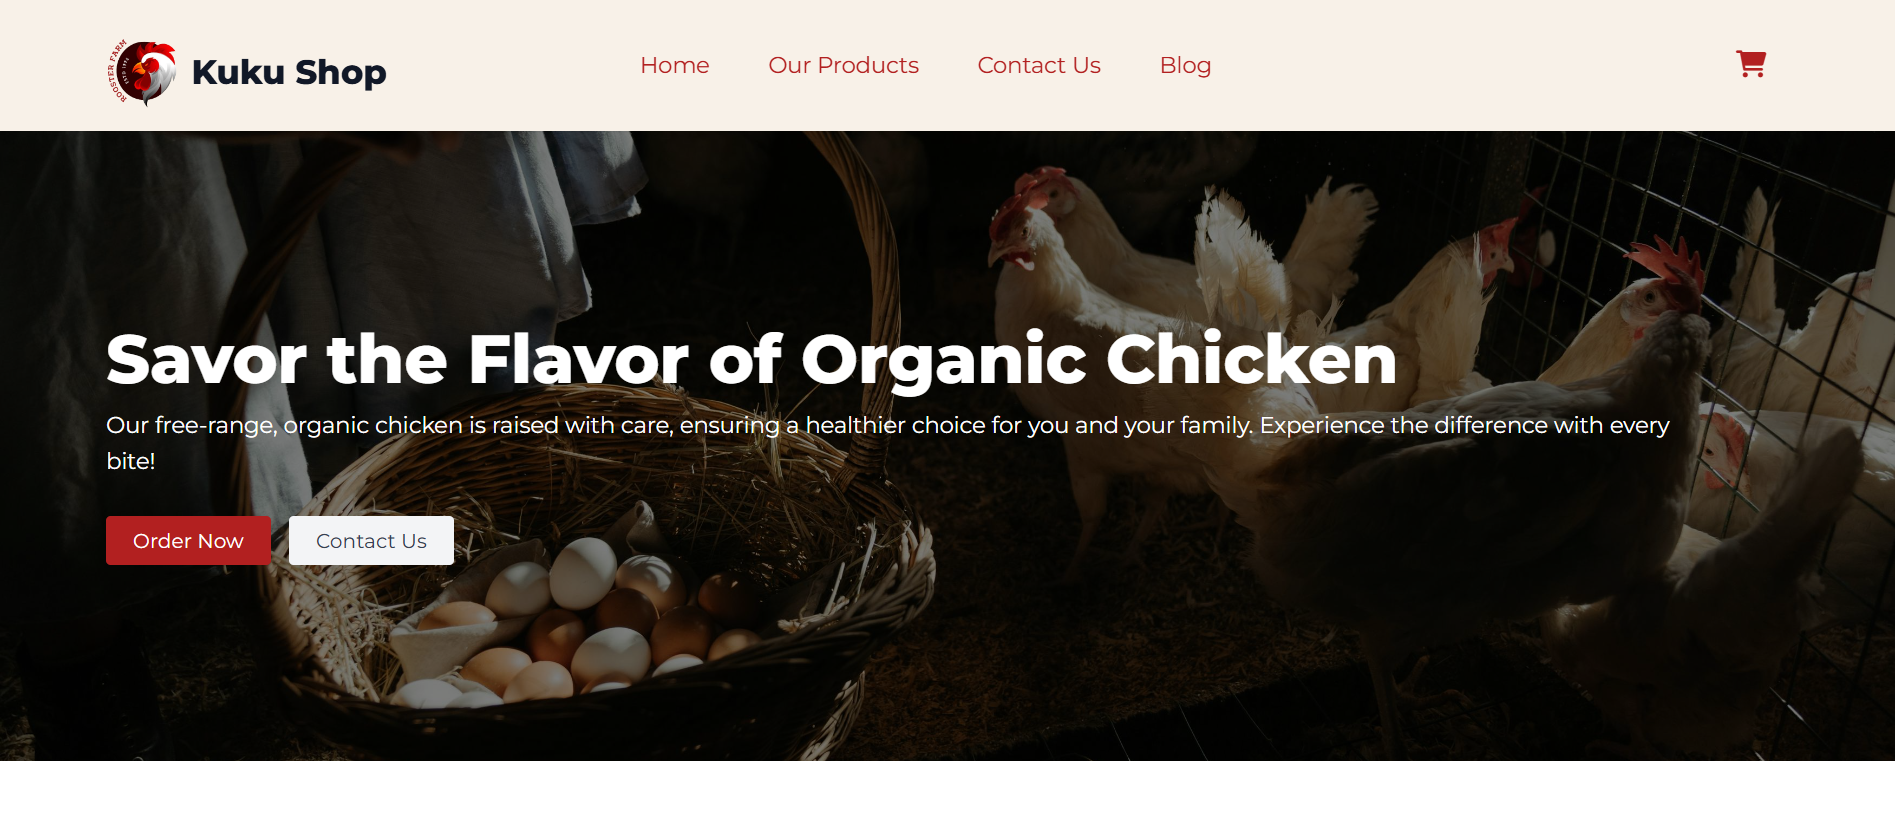 ROOSTER FARM
Kuku Shop
Home
Our Products
Contact Us
Blog
Savor the Flavor of Organic Chicken
Our free-range, organic chicken is raised with care, ensuring a healthier choice for you and your family. Experience the difference with every
bite!
Order Now
Contact Us